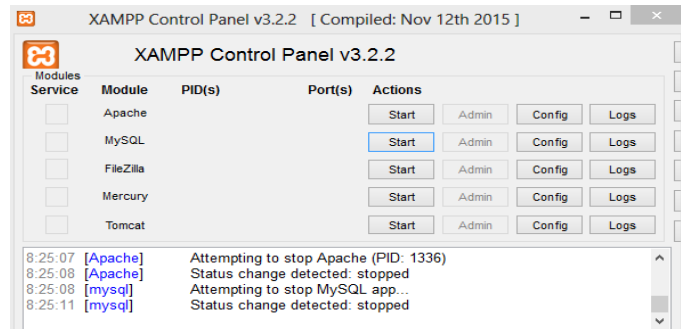 XAMPP Control Panel v3.2.2 [ Compiled: Nov 12th 2015 ]
XAMPP Control Panel v3.2.2
Modules
Service Module PID(s) Port(s) Actions
Apache Start Admin Config Logs
MySQL Start Admin Config Logs
FileZilla Start Admin Config Logs
Mercury Start Admin Config Logs
Tomcat Start Admin Config Logs
8:25:07 [Apache] Attempting to stop Apache (PID: 1336)
8:25:08 [Apache] Status change detected: stopped
8:25:08 [mysql] Attempting to stop MySQL app...
8:25:11 [mysql] Status change detected: stopped